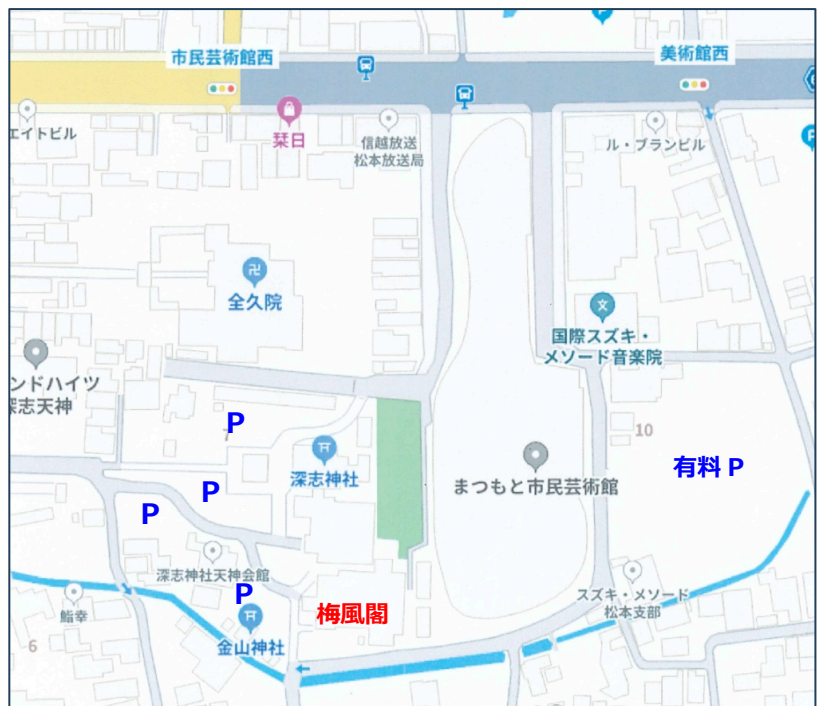 市民芸術館西
美術館西
エイトビル
栞日
信越放送
松本放送局
ル・ブランビル
全久院
国際スズキ・
メソード音楽院
ンドハイツ
深志天神
P
10
深志神社
有料 P
P
まつもと市民芸術館
P
深志神社天神会館
スズキ・メソード
松本支部
P
鮨幸
梅風閣
金山神社
6